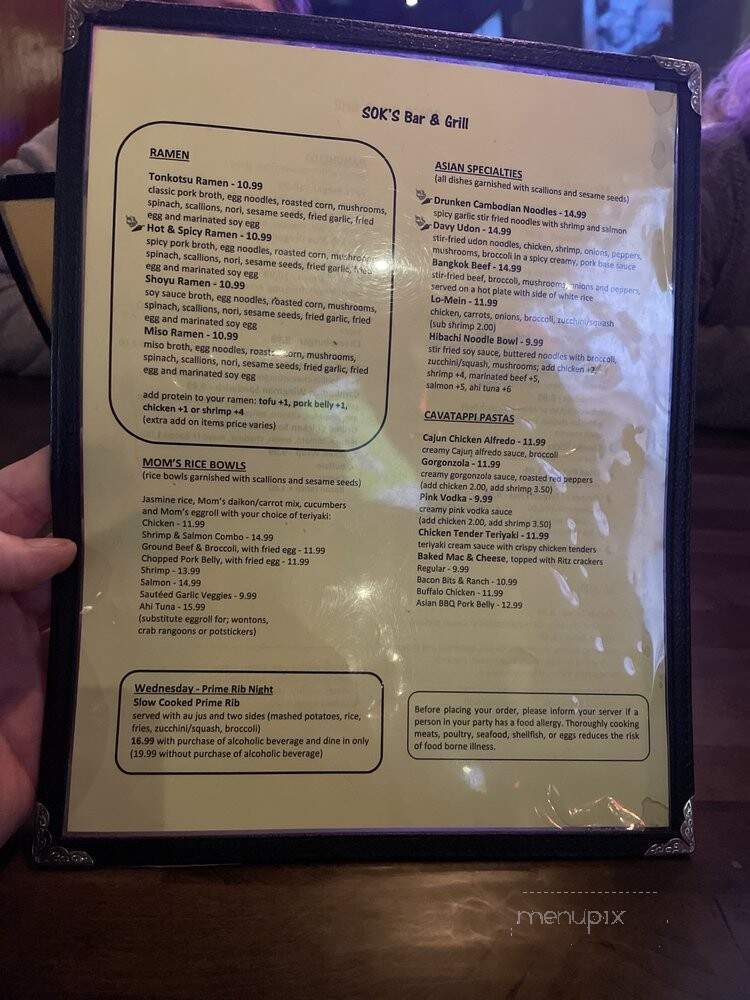 SOK'S Bar & Grill
RAMEN
Tonkotsu Ramen - 10.99
classic pork broth, egg noodles, roasted corn, mushrooms,
spinach, scallions, nori, sesame seeds, fried garlic, fried
egg and marinated soy egg
Hot & Spicy Ramen - 10.99
spicy pork broth, egg noodles, roasted corn, mushrooms,
spinach, scallions, nori, sesame seeds, fried garlic, fried
egg and marinated soy egg
Shoyu Ramen - 10.99
soy sauce broth, egg noodles, roasted corn, mushrooms,
spinach, scallions, nori, sesame seeds, fried garlic, fried
egg and marinated soy egg
Miso Ramen - 10.99
miso broth, egg noodles, roasted corn, mushrooms,
spinach, scallions, nori, sesame seeds, fried garlic, fried
egg and marinated soy egg
add protein to your ramen: tofu +1, pork belly +1,
chicken +1 or shrimp +4
(extra add on items price varies)
MOM'S RICE BOWLS
(rice bowls garnished with scallions and sesame seeds)
Jasmine rice, Mom's daikon/carrot mix, cucumbers
and Mom's eggroll with your choice of teriyaki:
Chicken - 11.99
Shrimp & Salmon Combo - 14.99
Ground Beef & Broccoli, with fried egg - 11.99
Chopped Pork Belly, with fried egg - 11.99
Shrimp - 13.99
Salmon - 14.99
Sautéed Garlic Veggies - 9.99
Ahi Tuna - 15.99
(substitute eggroll for; wontons,
crab rangoons or potstickers)
Wednesday - Prime Rib Night
Slow Cooked Prime Rib
served with au jus and two sides (mashed potatoes, rice,
fries, zucchini/squash, broccoli)
16.99 with purchase of alcoholic beverage and dine in only
(19.99 without purchase of alcoholic beverage)
ASIAN SPECIALTIES
(all dishes garnished with scallions and sesame seeds)
Drunken Cambodian Noodles - 14.99
spicy garlic stir fried noodles with shrimp and salmon
Davy Udon - 14.99
stir-fried udon noodles, chicken, shrimp, onions, peppers,
mushrooms, broccoli in a spicy creamy, pork base sauce
Bangkok Beef - 14.99
stir-fried beef, broccoli, mushrooms, onions and peppers,
served on a hot plate with side of white rice
Lo-Mein - 11.99
chicken, carrots, onions, broccoli, zucchini/squash
(sub shrimp 2.00)
Hibachi Noodle Bowl - 9.99
stir fried soy sauce, buttered noodles with broccoli,
zucchini/squash, mushrooms; add chicken
shrimp +4, marinated beef +5,
salmon +5, ahi tuna +6
CAVATAPPI PASTAS
Cajun Chicken Alfredo - 11.99
creamy Cajun alfredo sauce, broccoli
Gorgonzola - 11.99
creamy gorgonzola sauce, roasted red peppers
(add chicken 2.00, add shrimp 3.50)
Pink Vodka - 9.99
creamy pink vodka sauce
(add chicken 2.00, add shrimp 3.50)
Chicken Tender Teriyaki - 11.99
teriyaki cream sauce with crispy chicken tenders
Baked Mac & Cheese, topped with Ritz crackers
Regular - 9.99
Bacon Bits & Ranch - 10.99
Buffalo Chicken - 11.99
Asian BBQ Pork Belly - 12.99
Before placing your order, please inform your server if a
person in your party has a food allergy. Thoroughly cooking
meats, poultry, seafood, shellfish, or eggs reduces the risk
of food borne illness.
menupix